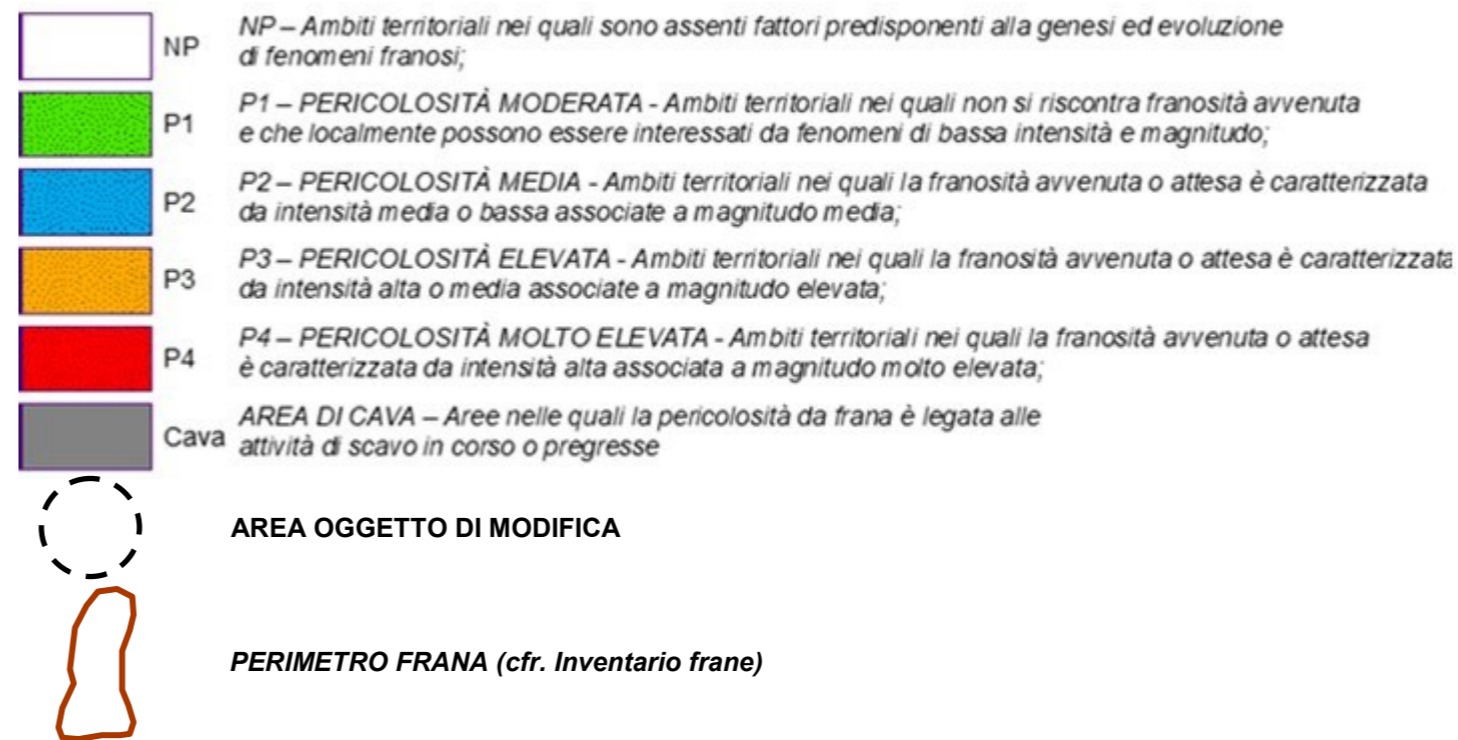 NP
NP – Ambiti territoriali nei quali sono assenti fattori predisponenti alla genesi ed evoluzione
di fenomeni franosi;
P1
P1 – PERICOLOSITÀ MODERATA - Ambiti territoriali nei quali non si riscontra franosità avvenuta
e che localmente possono essere interessati da fenomeni di bassa intensità e magnitudo;
P2
P2 – PERICOLOSITÀ MEDIA - Ambiti territoriali nei quali la franosità avvenuta o attesa è caratterizzata
da intensità media o bassa associate a magnitudo media;
P3
P3 – PERICOLOSITÀ ELEVATA - Ambiti territoriali nei quali la franosità avvenuta o attesa è caratterizzata
da intensità alta o media associate a magnitudo elevata;
P4
P4 – PERICOLOSITÀ MOLTO ELEVATA - Ambiti territoriali nei quali la franosità avvenuta o attesa
è caratterizzata da intensità alta associata a magnitudo molto elevata;
Cava
AREA DI CAVA – Aree nelle quali la pericolosità da frana è legata alle
attività di scavo in corso o pregresse
AREA OGGETTO DI MODIFICA
PERIMETRO FRANA (cfr. Inventario frane)